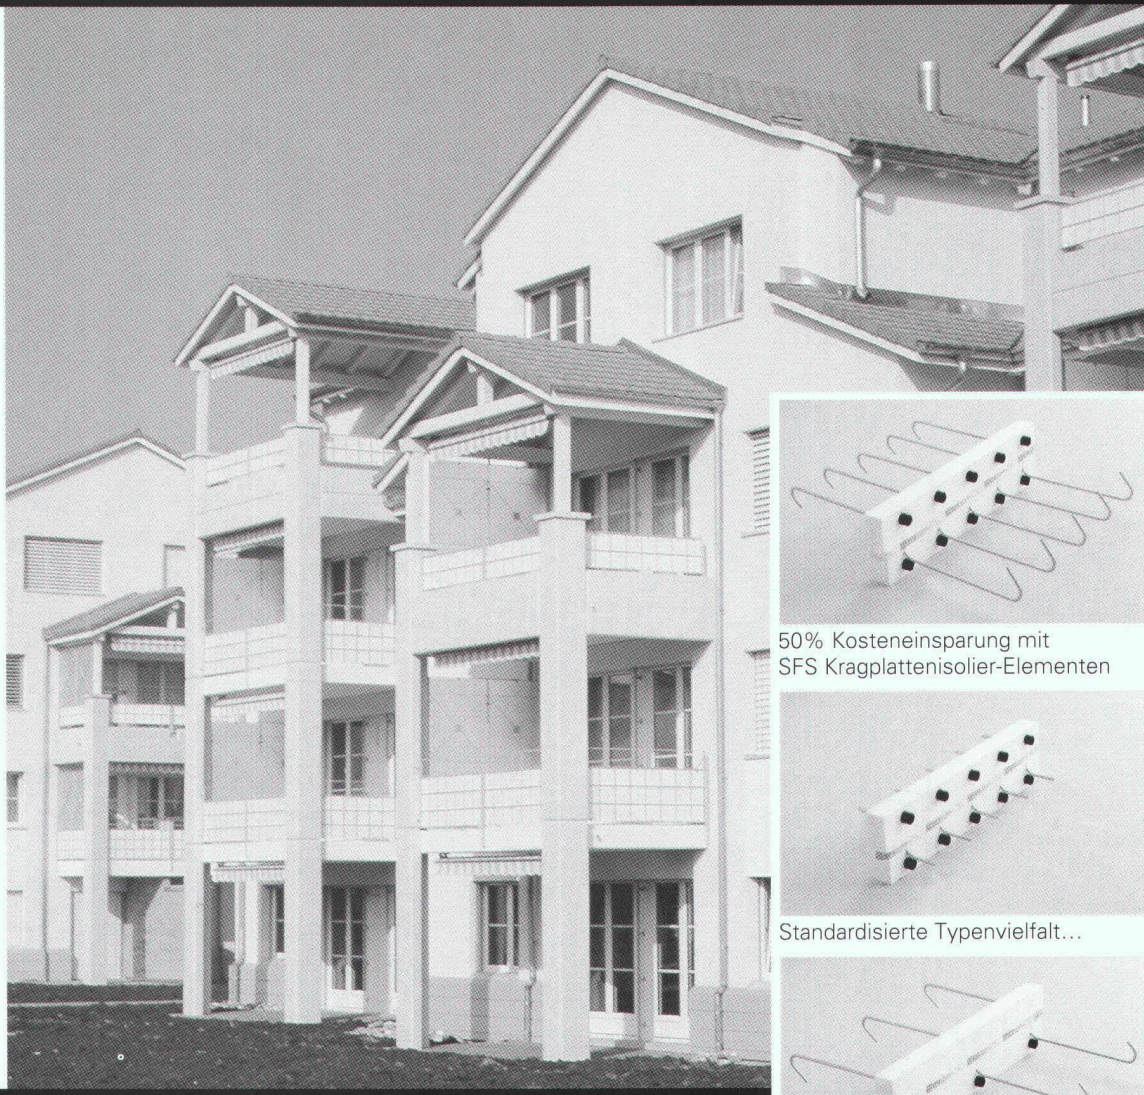 50% Kosteneinsparung mit
SFS Kragplattenisolier-Elementen
Standardisierte Typenvielfalt...